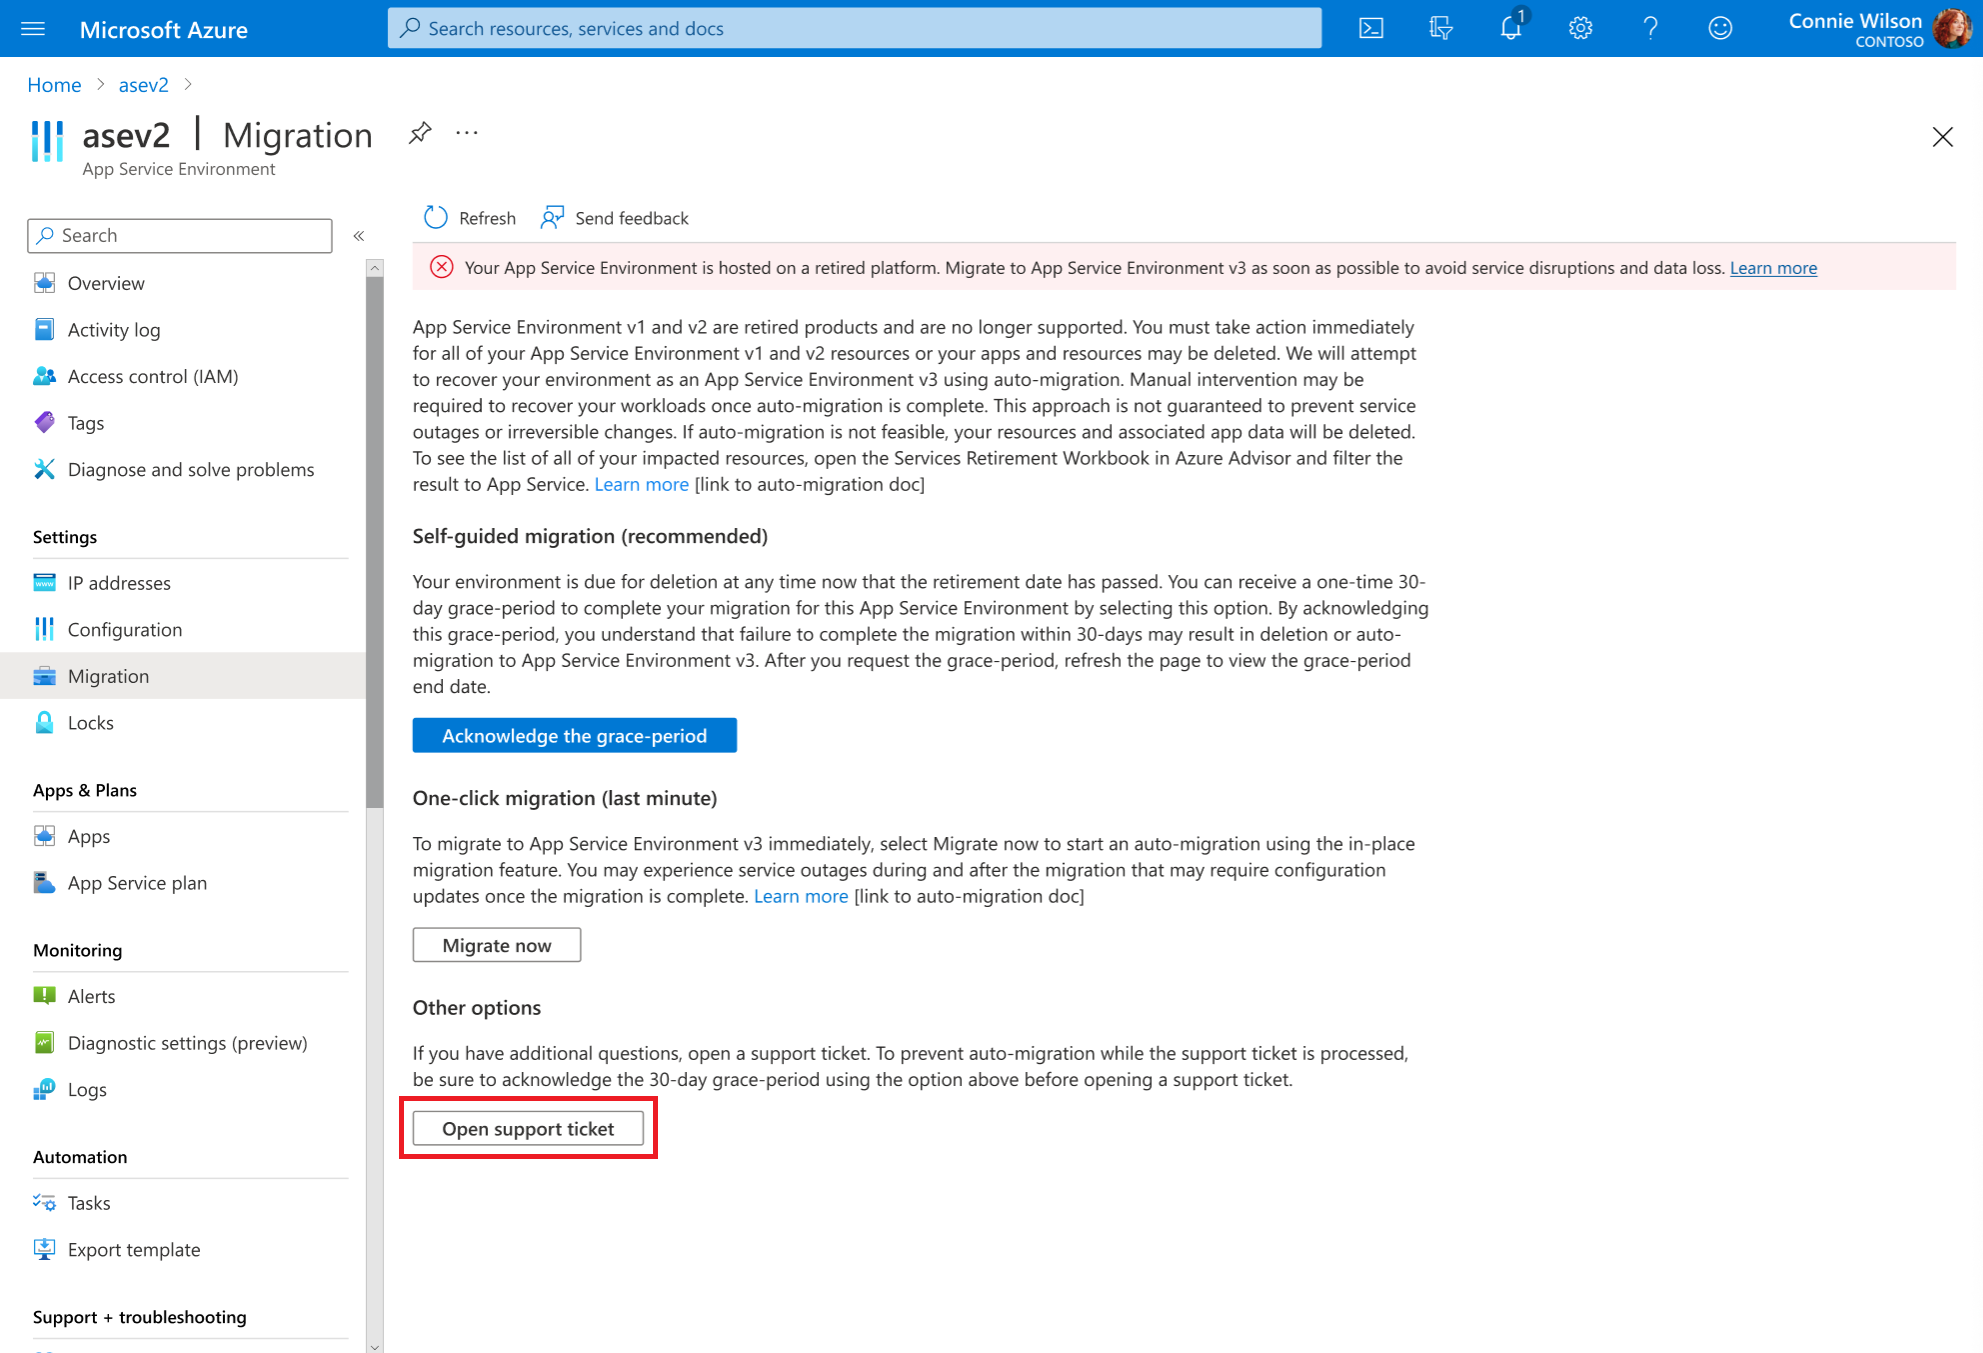 Microsoft Azure
Search resources, services and docs
1
Connie Wilson
CONTOSO
Home > asev2 >
asev2 | Migration
App Service Environment
Search
«
Overview
Activity log
Access control (IAM)
Tags
Diagnose and solve problems
Settings
IP addresses
Configuration
Migration
Locks
Apps & Plans
Apps
App Service plan
Monitoring
Alerts
Diagnostic settings (preview)
Logs
Automation
Tasks
Export template
Support + troubleshooting
Refresh
Send feedback
Your App Service Environment is hosted on a retired platform. Migrate to App Service Environment v3 as soon as possible to avoid service disruptions and data loss. Learn more
App Service Environment v1 and v2 are retired products and are no longer supported. You must take action immediately
for all of your App Service Environment v1 and v2 resources or your apps and resources may be deleted. We will attempt
to recover your environment as an App Service Environment v3 using auto-migration. Manual intervention may be
required to recover your workloads once auto-migration is complete. This approach is not guaranteed to prevent service
outages or irreversible changes. If auto-migration is not feasible, your resources and associated app data will be deleted.
To see the list of all of your impacted resources, open the Services Retirement Workbook in Azure Advisor and filter the
result to App Service. Learn more [link to auto-migration doc]
Self-guided migration (recommended)
Your environment is due for deletion at any time now that the retirement date has passed. You can receive a one-time 30-
day grace-period to complete your migration for this App Service Environment by selecting this option. By acknowledging
this grace-period, you understand that failure to complete the migration within 30-days may result in deletion or auto-
migration to App Service Environment v3. After you request the grace-period, refresh the page to view the grace-period
end date.
Acknowledge the grace-period
One-click migration (last minute)
To migrate to App Service Environment v3 immediately, select Migrate now to start an auto-migration using the in-place
migration feature. You may experience service outages during and after the migration that may require configuration
updates once the migration is complete. Learn more [link to auto-migration doc]
Migrate now
Other options
If you have additional questions, open a support ticket. To prevent auto-migration while the support ticket is processed,
be sure to acknowledge the 30-day grace-period using the option above before opening a support ticket.
Open support ticket